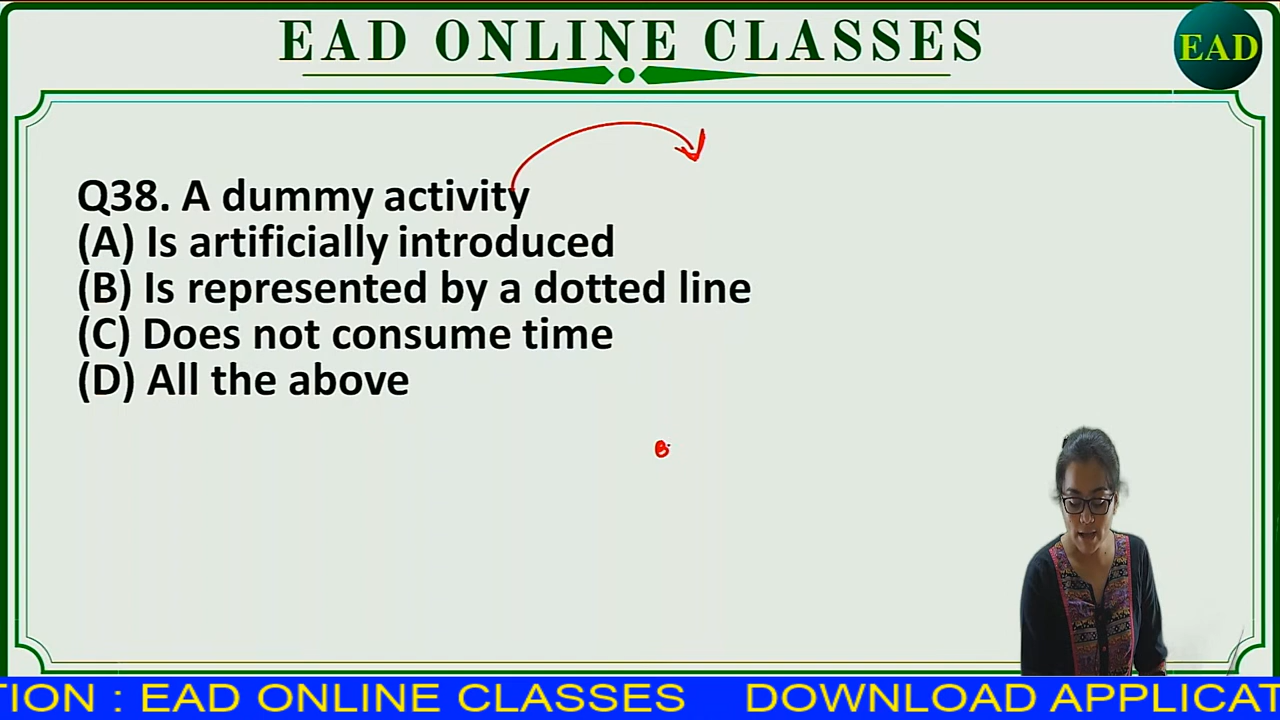 EAD ONLINE CLASSES
EAD
Q38. A dummy activity
(A) Is artificially introduced
(B) Is represented by a dotted line
(C) Does not consume time
(D) All the above
TION : EAD ONLINE CLASSES DOWNLOAD APPLICAT